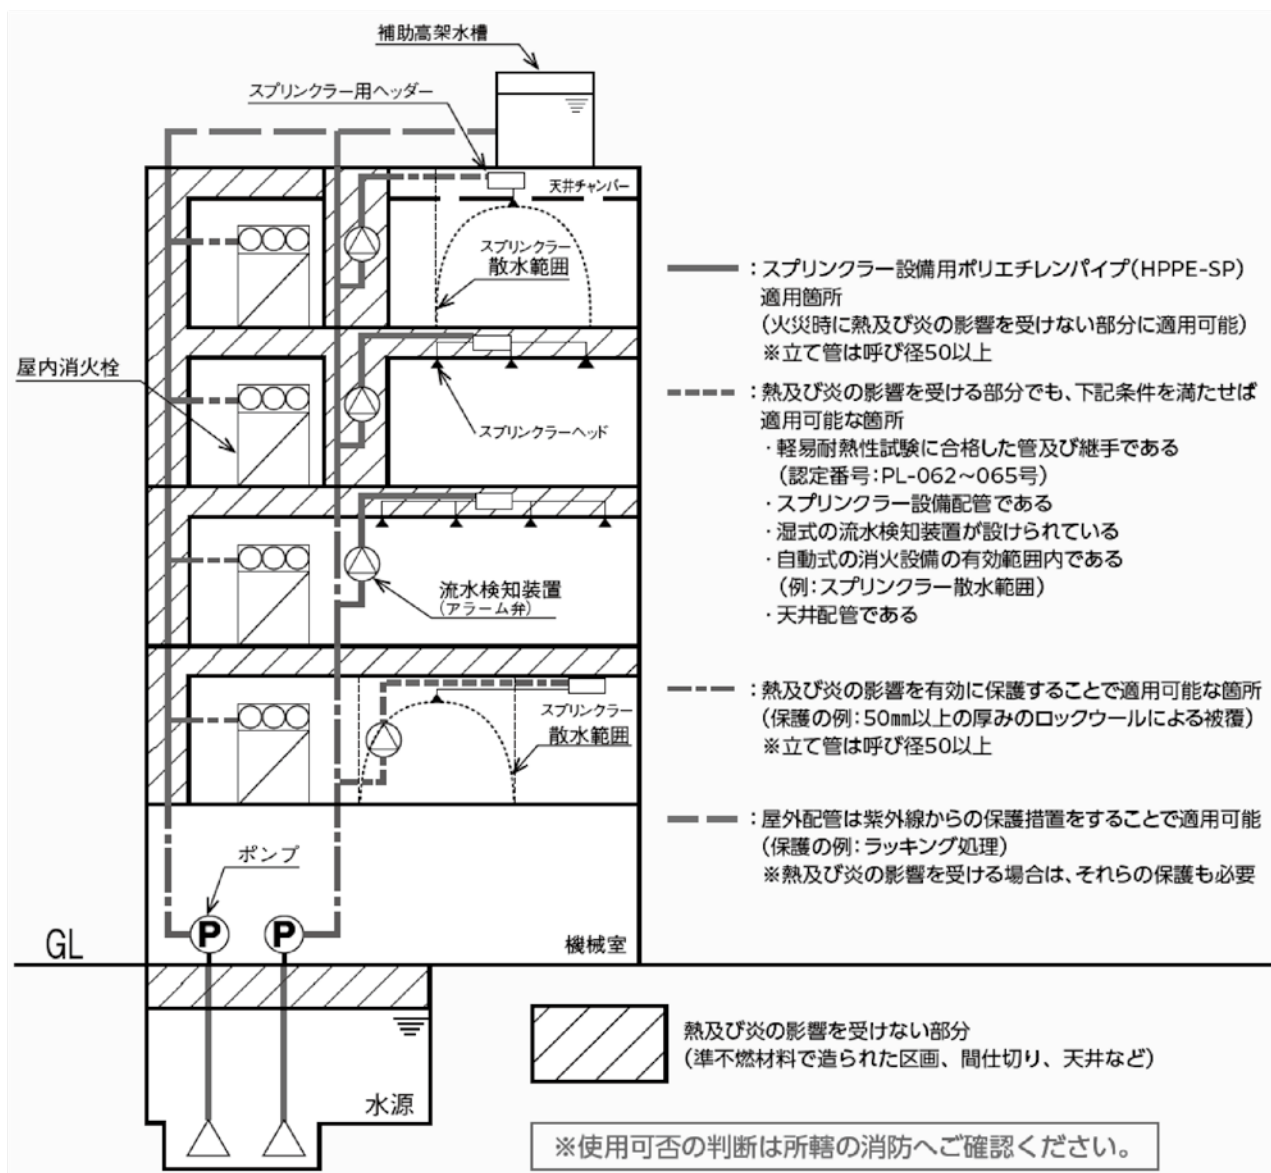 補助高架水槽
スプリンクラー用ヘッダー
天井チャンバー
スプリンクラー
散水範囲
屋内消火栓
スプリンクラーヘッド
流水検知装置
(アラーム弁)
スプリンクラー
散水範囲
ポンプ
P
P
GL
機械室
水源
:スプリンクラー設備用ポリエチレンパイプ(HPPE-SP)
適用箇所
(火災時に熱及び炎の影響を受けない部分に適用可能)
※立て管は呼び径50以上
:熱及び炎の影響を受ける部分でも、下記条件を満たせば
適用可能な箇所
・軽易耐熱性試験に合格した管及び継手である
(認定番号:PL-062~065号)
・スプリンクラー設備配管である
・湿式の流水検知装置が設けられている
・自動式の消火設備の有効範囲内である
(例:スプリンクラー散水範囲)
・天井配管である
:熱及び炎の影響を有効に保護することで適用可能な箇所
(保護の例:50㎜以上の厚みのロックウールによる被覆)
※立て管は呼び径50以上
:屋外配管は紫外線からの保護措置をすることで適用可能
(保護の例:ラッキング処理)
※熱及び炎の影響を受ける場合は、それらの保護も必要
熱及び炎の影響を受けない部分
(準不燃材料で造られた区画、間仕切り、天井など)
※使用可否の判断は所轄の消防へご確認ください。